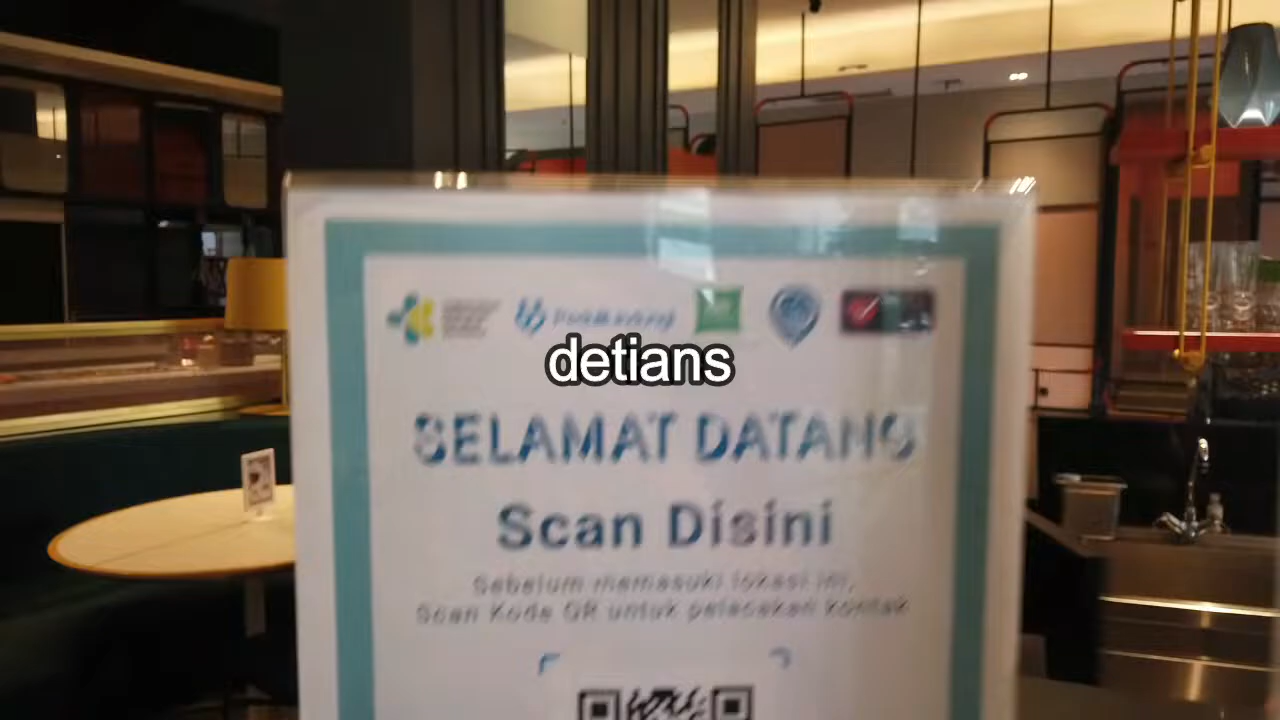 detians
SELAMAT DATANG
Scan Disini
Sebelum memasuki lokasi ini,
Scan Kode QR untuk pelacakan kontak